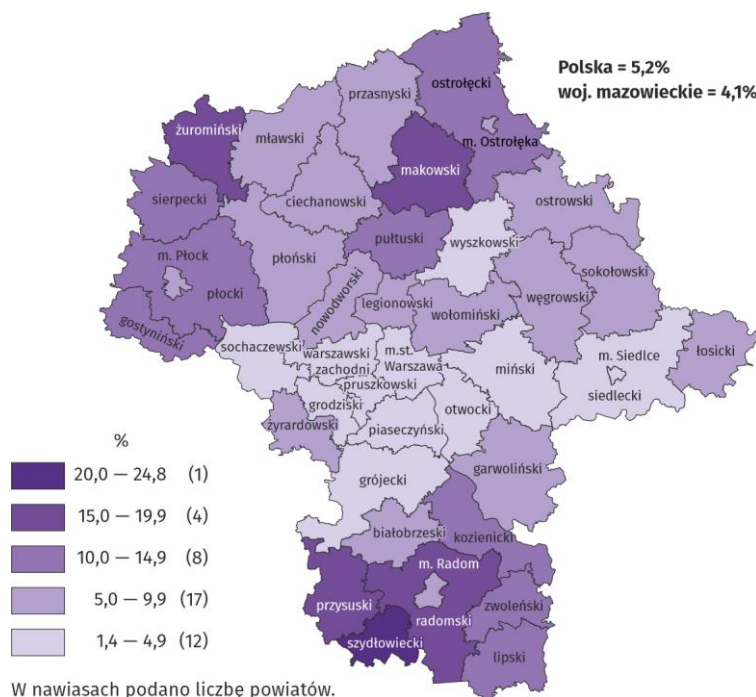 Polska = 5,2%
woj. mazowieckie = 4,1%
ostrołęcki
przasnyski
żuromiński
mławski
m. Ostrołęka
makowski
sierpecki
ciechanowski
ostrowski
pułtuski
wyszkowski
m. Płock
płoński
sokołowski
płocki
nowodworski
legionowski
węgrowski
wołomiński
gostyniński
sochaczewski
warszawski
zachodni
m.st.
Warszawa
miński
m. Siedlce
łosicki
pruszkowski
siedlecki
grodziski
otwocki
żyrardowski
piaseczyński
garwoliński
grójecki
białobrzeski
kozienicki
m. Radom
przysuski
zwoleński
radomski
szydłowiecki
lipski
%
20,0 — 24,8 (1)
15,0 — 19,9 (4)
10,0 — 14,9 (8)
5,0 — 9,9 (17)
1,4 — 4,9 (12)
W nawiasach podano liczbę powiatów.